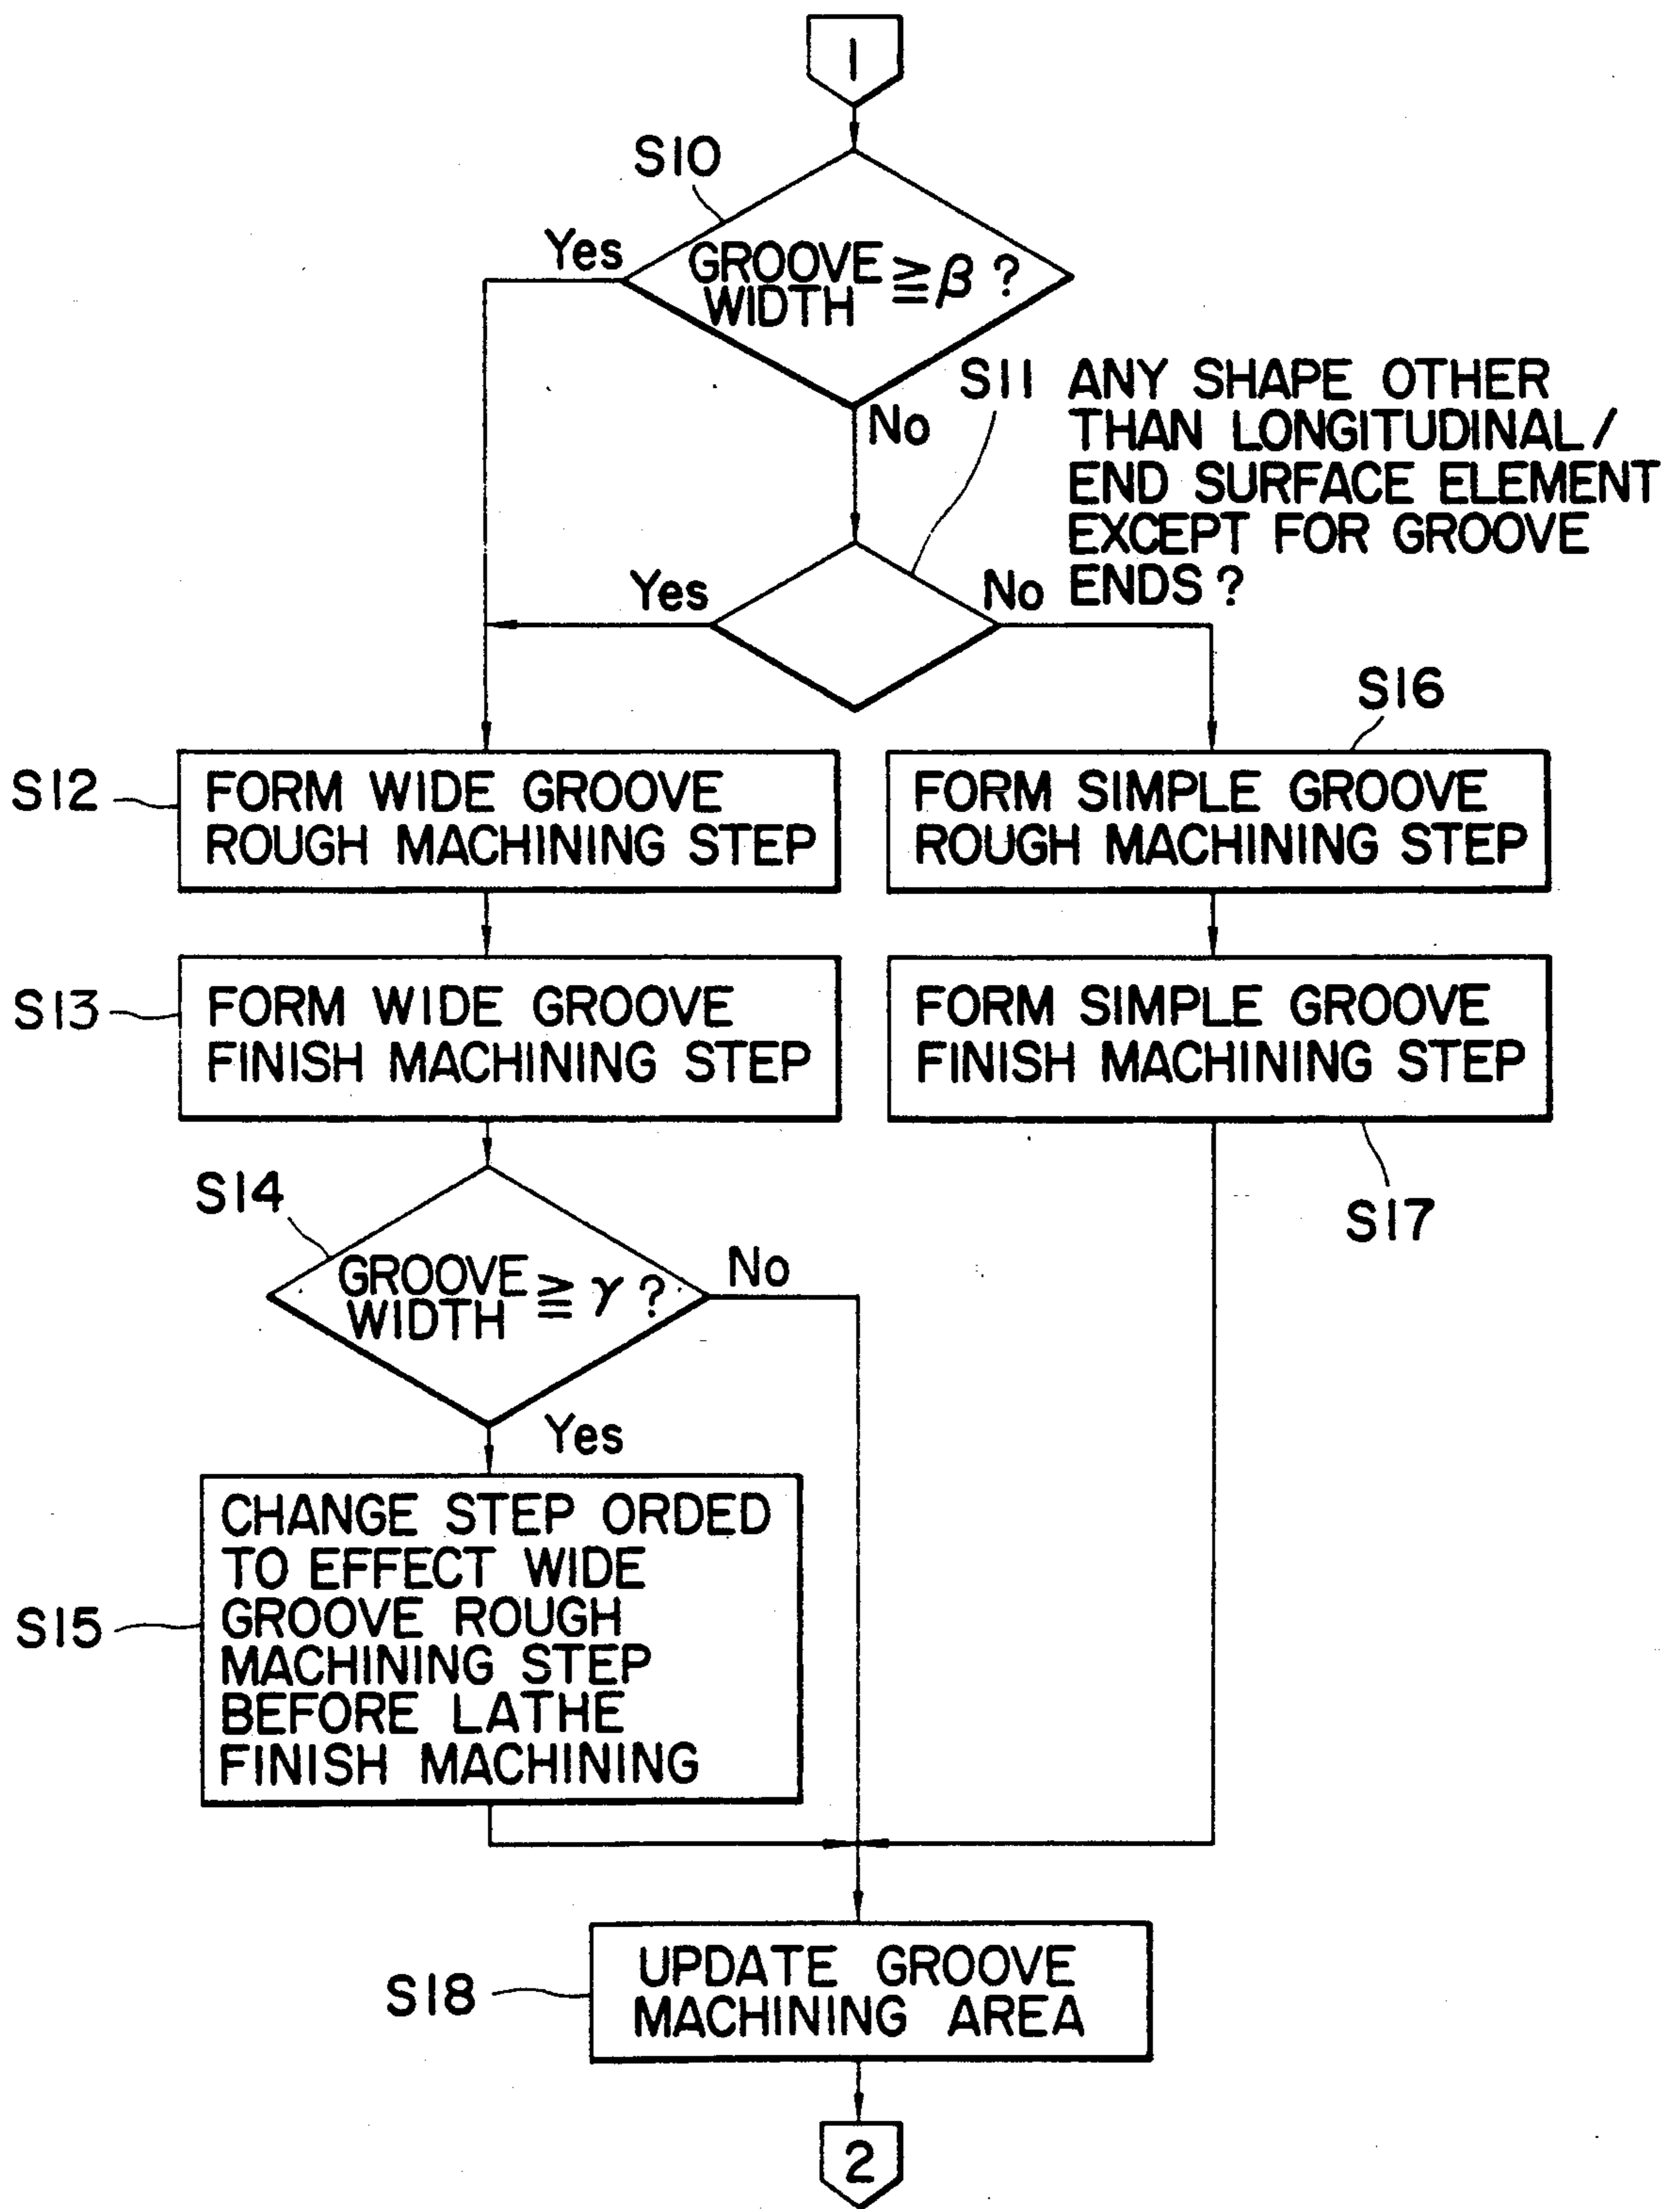 1
S10
Yes
GROOVE
WIDTH ≧ β ?
No
S11
ANY SHAPE OTHER
THAN LONGITUDINAL/
END SURFACE ELEMENT
EXCEPT FOR GROOVE
ENDS?
Yes
No
S12
FORM WIDE GROOVE
ROUGH MACHINING STEP
S16
FORM SIMPLE GROOVE
ROUGH MACHINING STEP
S13
FORM WIDE GROOVE
FINISH MACHINING STEP
FORM SIMPLE GROOVE
FINISH MACHINING STEP
S17
S14
GROOVE
WIDTH ≧ γ ?
No
Yes
S15
CHANGE STEP ORDED
TO EFFECT WIDE
GROOVE ROUGH
MACHINING STEP
BEFORE LATHE
FINISH MACHINING
S18
UPDATE GROOVE
MACHINING AREA
2